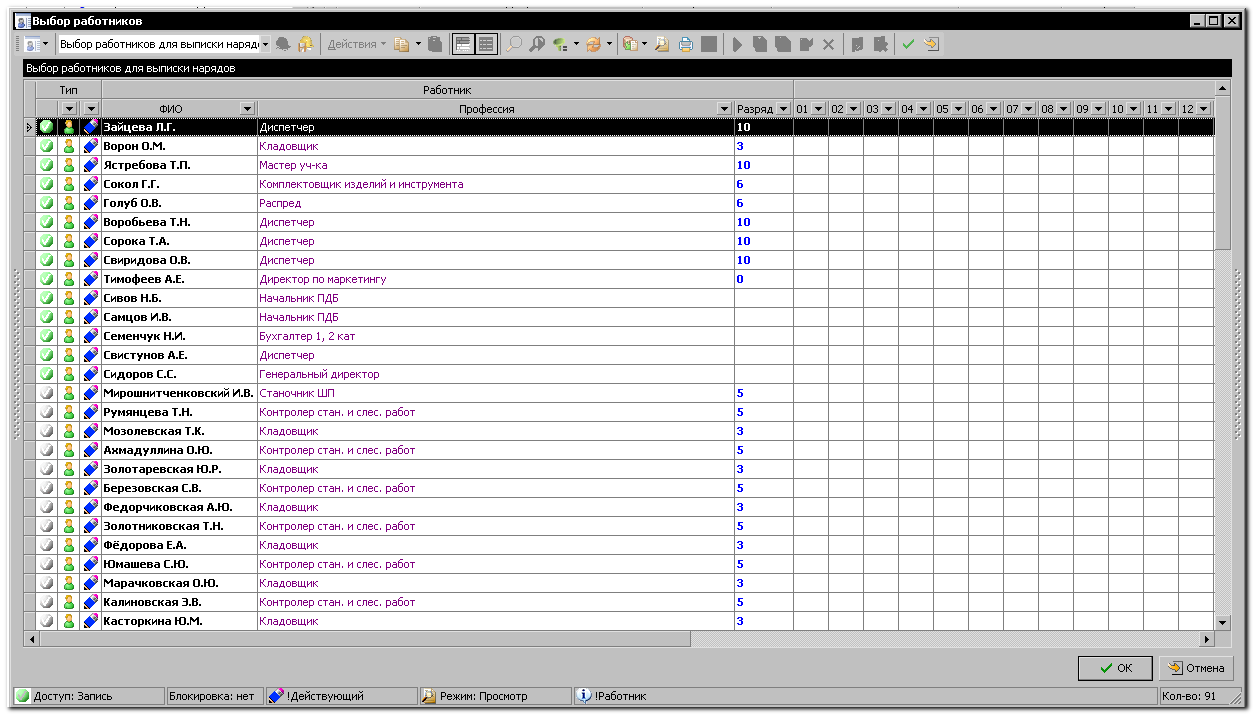 Выбор работников
Выбор работников для выписки наряд
Действия
Выбор работников для выписки нарядов
Тип Работник
ФИО Профессия Разряд 01 02 03 04 05 06 07 08 09 10 11 12
Зайцева Л.Г. Диспетчер 10
Ворон О.М. Кладовщик 3
Ястребова Т.П. Мастер уч-ка 10
Сокол Г.Г. Комплектовщик изделий и инструмента 6
Голуб О.В. Распред 6
Воробьева Т.Н. Диспетчер 10
Сорока Т.А. Диспетчер 10
Свиридова О.В. Диспетчер 10
Тимофеев А.Е. Директор по маркетингу 0
Сивов Н.Б. Начальник ПДБ
Самцов И.В. Начальник ПДБ
Семенчук Н.И. Бухгалтер 1, 2 кат
Свистунов А.Е. Диспетчер
Сидоров С.С. Генеральный директор
Мирошнитченковский И.В. Станочник ШП 5
Румянцева Т.Н. Контролер стан. и слес. работ 5
Мозолевская Т.К. Кладовщик 3
Ахмадуллина О.Ю. Контролер стан. и слес. работ 5
Золотаревская Ю.Р. Кладовщик 3
Березовская С.В. Контролер стан. и слес. работ 5
Федорчиковская А.Ю. Кладовщик 3
Золотниковская Т.Н. Контролер стан. и слес. работ 5
Фёдорова Е.А. Кладовщик 3
Юмашева С.Ю. Контролер стан. и слес. работ 5
Марачковская О.Ю. Кладовщик 3
Калиновская Э.В. Контролер стан. и слес. работ 5
Касторкина Ю.М. Кладовщик 3
OK Отмена
Доступ: Запись Блокировка: нет !Действующий Режим: Просмотр !Работник Кол-во: 91